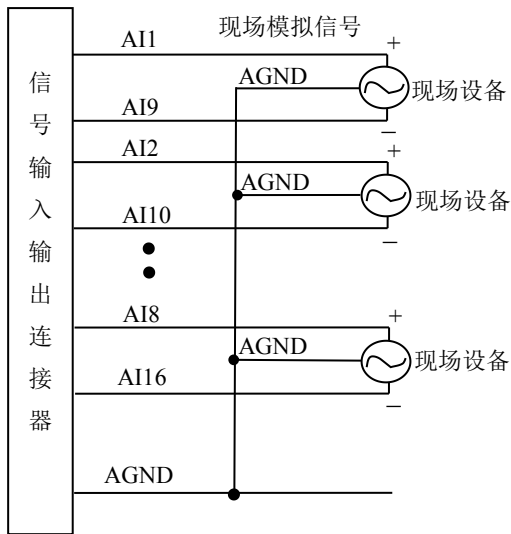 信号输入输出连接器
现场模拟信号
AI1
+
AGND
现场设备
AI9
−
AI2
+
AGND
现场设备
AI10
−
AI8
+
AGND
现场设备
AI16
−
AGND